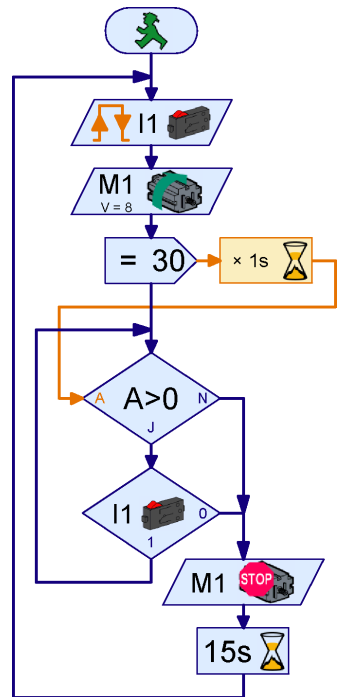 I1
M1
V = 8
= 30
× 1s
A>0
A
N
J
I1
0
1
M1 STOP
15s